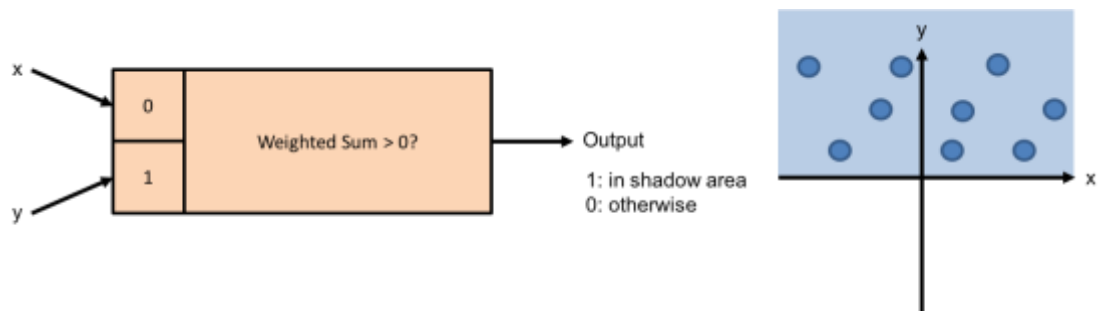 x
0
Weighted Sum > 0?
1
y
Output
1: in shadow area
0: otherwise
y
x